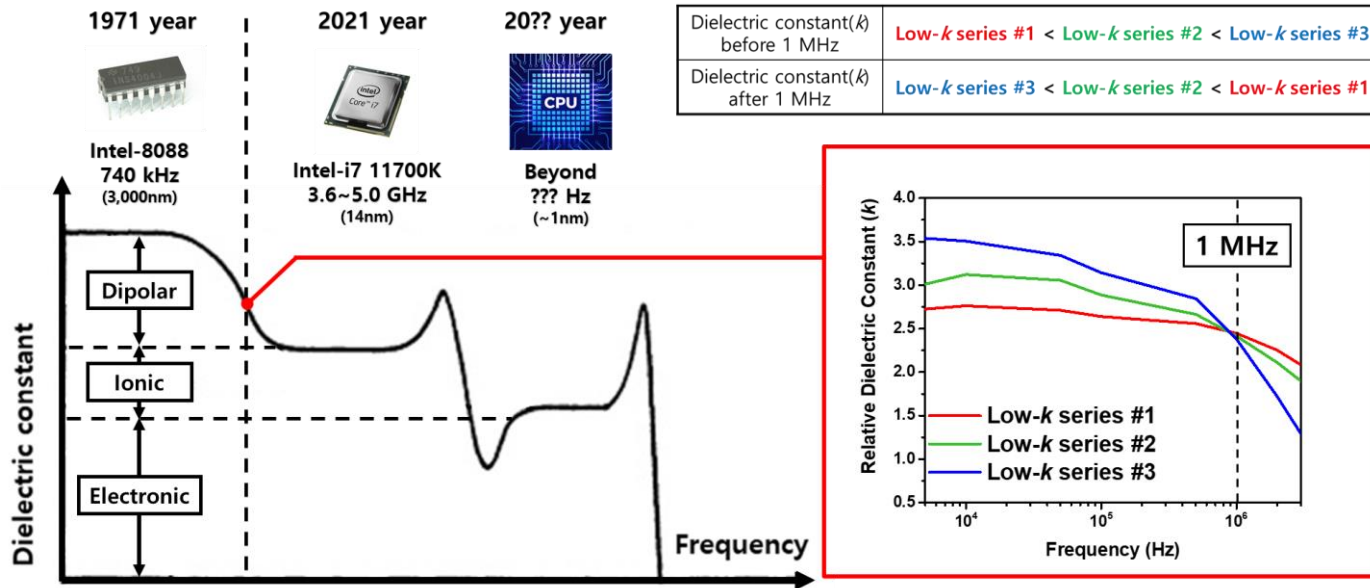 1971 year
2021 year
20?? year
intel
Core™ i7
CPU
Intel-8088
740 kHz
(3,000nm)
Intel-i7 11700K
3.6~5.0 GHz
(14nm)
Beyond
??? Hz
(~1nm)
Dielectric constant(k)
before 1 MHz
Low-k series #1 < Low-k series #2 < Low-k series #3
Dielectric constant(k)
after 1 MHz
Low-k series #3 < Low-k series #2 < Low-k series #1
Dielectric constant
Dipolar
Ionic
Electronic
Frequency
Relative Dielectric Constant (k)
4.0
3.5
3.0
2.5
2.0
1.5
1.0
0.5
1 MHz
Low-k series #1
Low-k series #2
Low-k series #3
10⁴
10⁵
10⁶
Frequency (Hz)